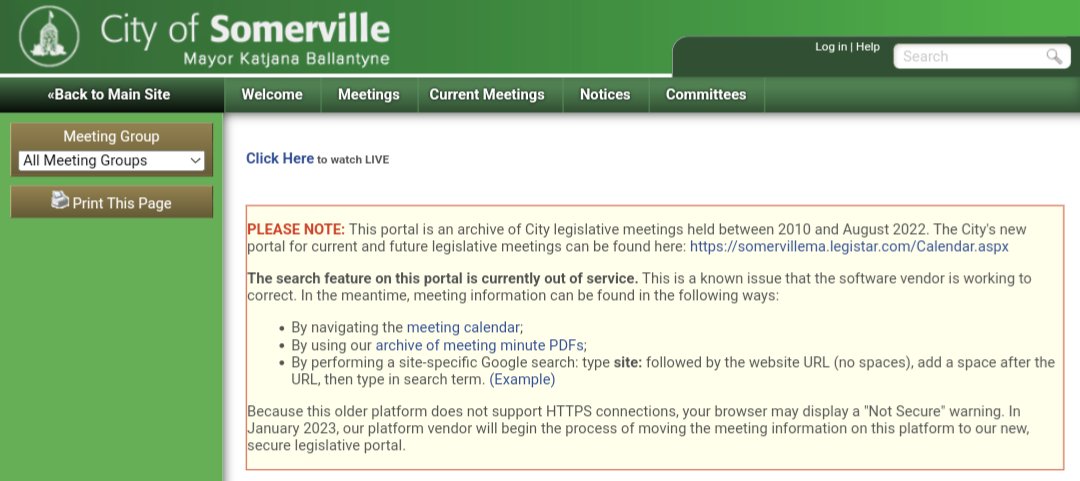 City of Somerville
Mayor Katjana Ballantyne
Log in | Help
Search
«Back to Main Site
Welcome
Meetings
Current Meetings
Notices
Committees
Meeting Group
All Meeting Groups
Print This Page
Click Here to watch LIVE
PLEASE NOTE: This portal is an archive of City legislative meetings held between 2010 and August 2022. The City's new
portal for current and future legislative meetings can be found here: https://somervillema.legistar.com/Calendar.aspx
The search feature on this portal is currently out of service. This is a known issue that the software vendor is working to
correct. In the meantime, meeting information can be found in the following ways:
• By navigating the meeting calendar;
• By using our archive of meeting minute PDFs;
• By performing a site-specific Google search: type site: followed by the website URL (no spaces), add a space after the
URL, then type in search term. (Example)
Because this older platform does not support HTTPS connections, your browser may display a "Not Secure" warning. In
January 2023, our platform vendor will begin the process of moving the meeting information on this platform to our new,
secure legislative portal.